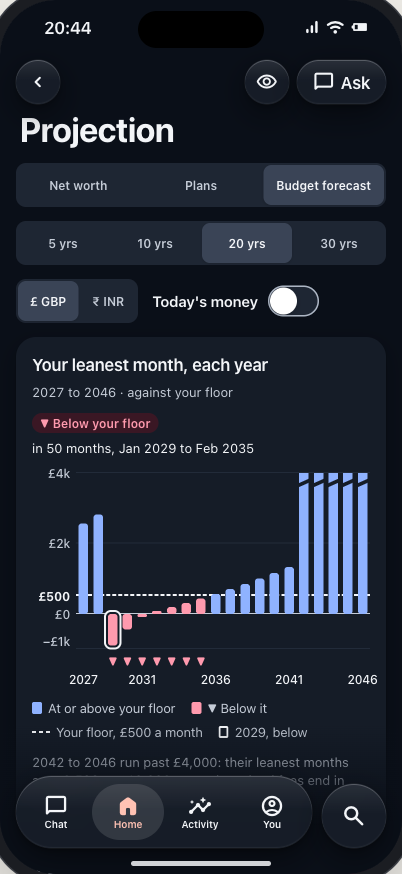 20:44
Ask
Projection
Net worth Plans Budget forecast
5 yrs 10 yrs 20 yrs 30 yrs
£ GBP ₹ INR Today's money
Your leanest month, each year
2027 to 2046 · against your floor
▼ Below your floor
in 50 months, Jan 2029 to Feb 2035
£4k
£2k
£500
£0
−£1k
2027 2031 2036 2041 2046
At or above your floor ▼ Below it
Your floor, £500 a month 2029, below
2042 to 2046 run past £4,000: their leanest months
end in
Chat Home Activity You